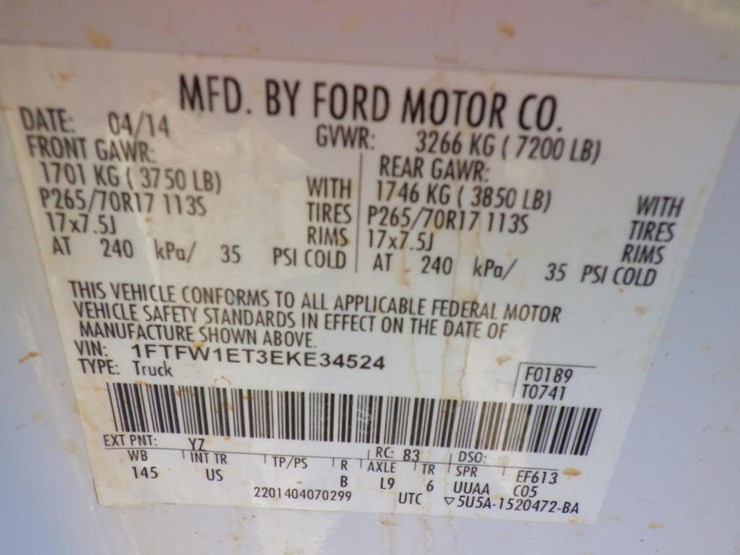 MFD. BY FORD MOTOR CO.
DATE: 04/14 GVWR: 3266 KG ( 7200 LB)
FRONT GAWR: REAR GAWR:
1701 KG ( 3750 LB) WITH 1746 KG ( 3850 LB) WITH
P265/70R17 113S TIRES P265/70R17 113S TIRES
17x7.5J RIMS 17x7.5J RIMS
AT 240 kPa/ 35 PSI COLD AT 240 kPa/ 35 PSI COLD
THIS VEHICLE CONFORMS TO ALL APPLICABLE FEDERAL MOTOR
VEHICLE SAFETY STANDARDS IN EFFECT ON THE DATE OF
MANUFACTURE SHOWN ABOVE.
VIN: 1FTFW1ET3EKE34524
TYPE: Truck
F0189
T0741
EXT PNT: YZ RC: 83 DSO:
WB INT TR TP/PS R AXLE TR SPR EF613
145 US B L9 6 UUAA C05
2201404070299 UTC ▽5U5A-1520472-BA